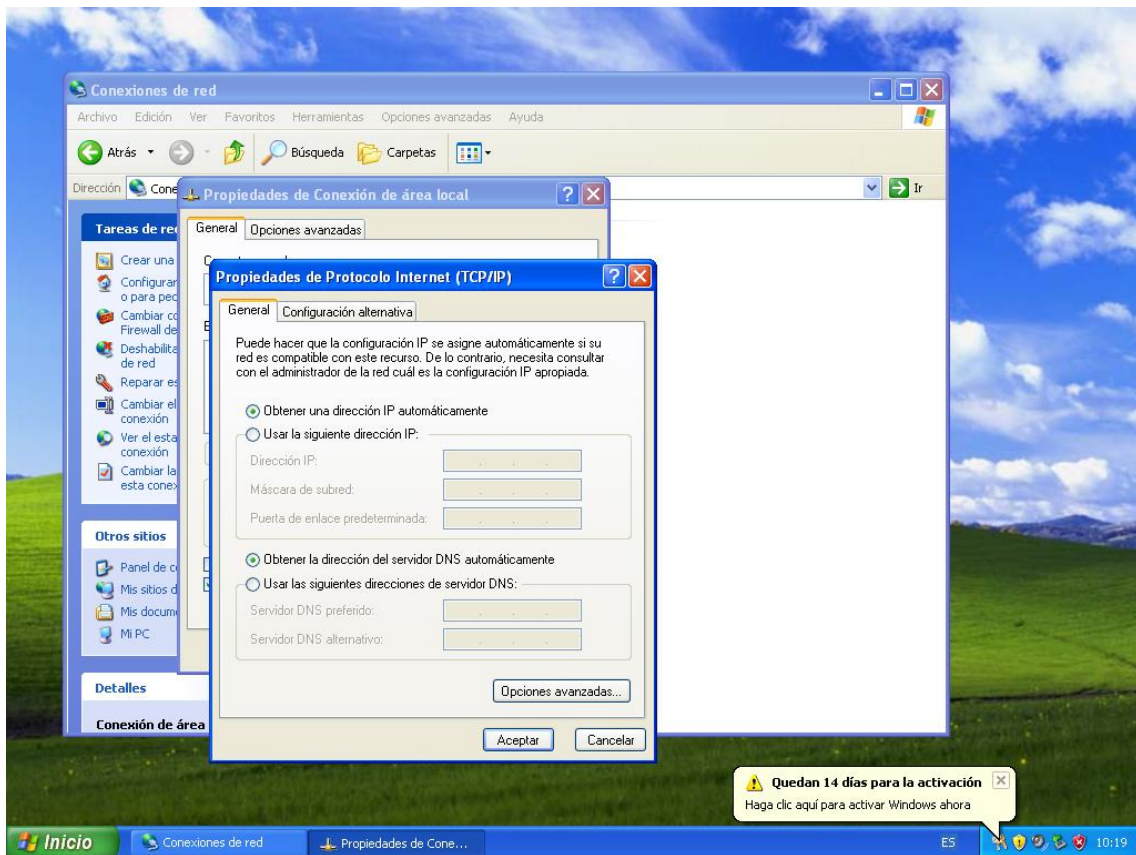 Conexiones de red
Archivo Edición Ver Favoritos Herramientas Opciones avanzadas Ayuda
Atrás Búsqueda Carpetas
Dirección Ir
Propiedades de Conexión de área local
General Opciones avanzadas
Tareas de
Crear una
Configurar
o para
Cambiar
Firewall de
de red
Reparar
Cambiar el
conexión
Ver el
conexión
Cambiar la
esta
Otros sitios
Panel de
Mis sitios
Mis
Mi PC
Detalles
Conexión de área
Propiedades de Protocolo Internet (TCP/IP)
General Configuración alternativa
Puede hacer que la configuración IP se asigne automáticamente si su
red es compatible con este recurso. De lo contrario, necesita consultar
con el administrador de la red cuál es la configuración IP apropiada.
Obtener una dirección IP automáticamente
Usar la siguiente dirección IP:
Dirección IP:
Máscara de subred:
Puerta de enlace predeterminada:
Obtener la dirección del servidor DNS automáticamente
Usar las siguientes direcciones de servidor DNS:
Servidor DNS preferido:
Servidor DNS alternativo:
Opciones avanzadas...
Aceptar Cancelar
Quedan 14 días para la activación
Haga clic aquí para activar Windows ahora
Inicio Conexiones de red Propiedades de Cone... ES 10:19